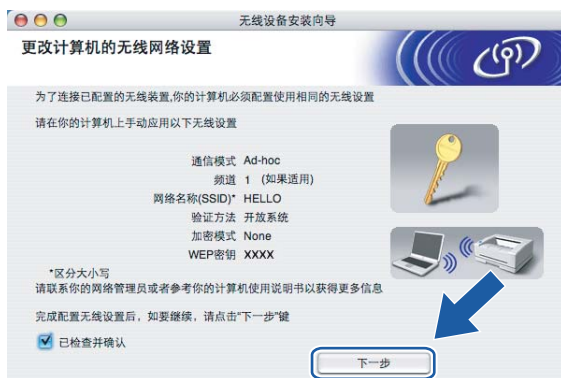 无线设备安装向导
更改计算机的无线网络设置
为了连接已配置的无线装置,你的计算机必须配置使用相同的无线设置
请在你的计算机上手动应用以下无线设置
通信模式 Ad-hoc
频道 1 (如果适用)
网络名称(SSID)* HELLO
验证方法 开放系统
加密模式 None
WEP密钥 XXXX
*区分大小写
请联系你的网络管理员或者参考你的计算机使用说明书以获得更多信息
完成配置无线设置后，如要继续，请点击"下一步"键
已检查并确认
下一步